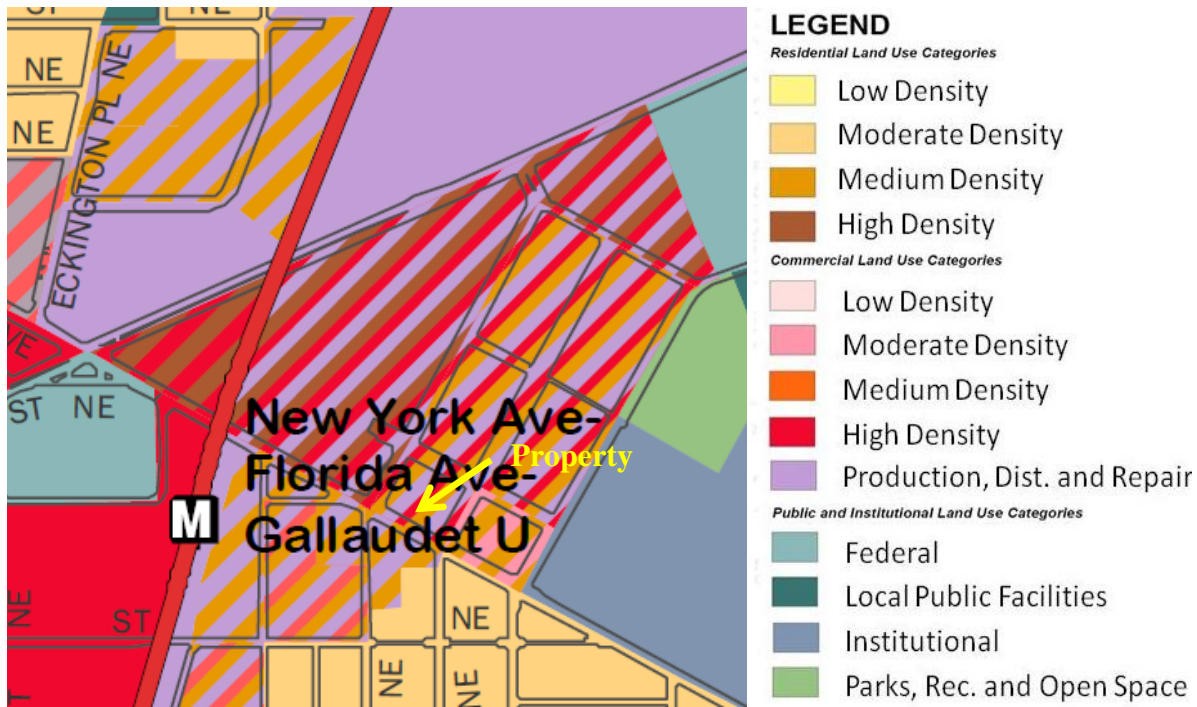 ST
NE
NE
NE
ECKINGTON PL NE
VE
ST NE
New York Ave-
Florida Ave-
Gallaudet U
Property
M
NE
ST
NE
NE
NE
T
LEGEND
Residential Land Use Categories
Low Density
Moderate Density
Medium Density
High Density
Commercial Land Use Categories
Low Density
Moderate Density
Medium Density
High Density
Production, Dist. and Repair
Public and Institutional Land Use Categories
Federal
Local Public Facilities
Institutional
Parks, Rec. and Open Space